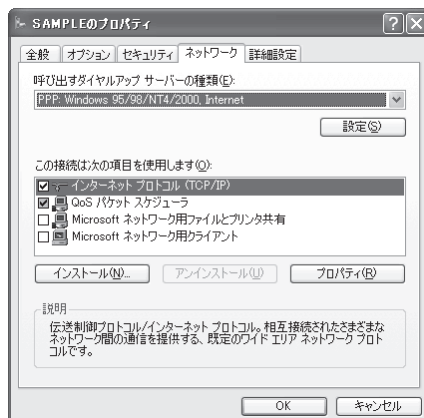 SAMPLEのプロパティ
全般 オプション セキュリティ ネットワーク 詳細設定
呼び出すダイヤルアップ サーバーの種類(E):
PPP: Windows 95/98/NT4/2000, Internet
設定(S)
この接続は次の項目を使用します(O):
インターネット プロトコル (TCP/IP)
QoS パケット スケジューラ
Microsoft ネットワーク用ファイルとプリンタ共有
Microsoft ネットワーク用クライアント
インストール(N)... アンインストール(U) プロパティ(R)
説明
伝送制御プロトコル/インターネット プロトコル。相互接続されたさまざまな
ネットワーク間の通信を提供する、既定のワイド エリア ネットワーク プロト
コルです。
OK キャンセル